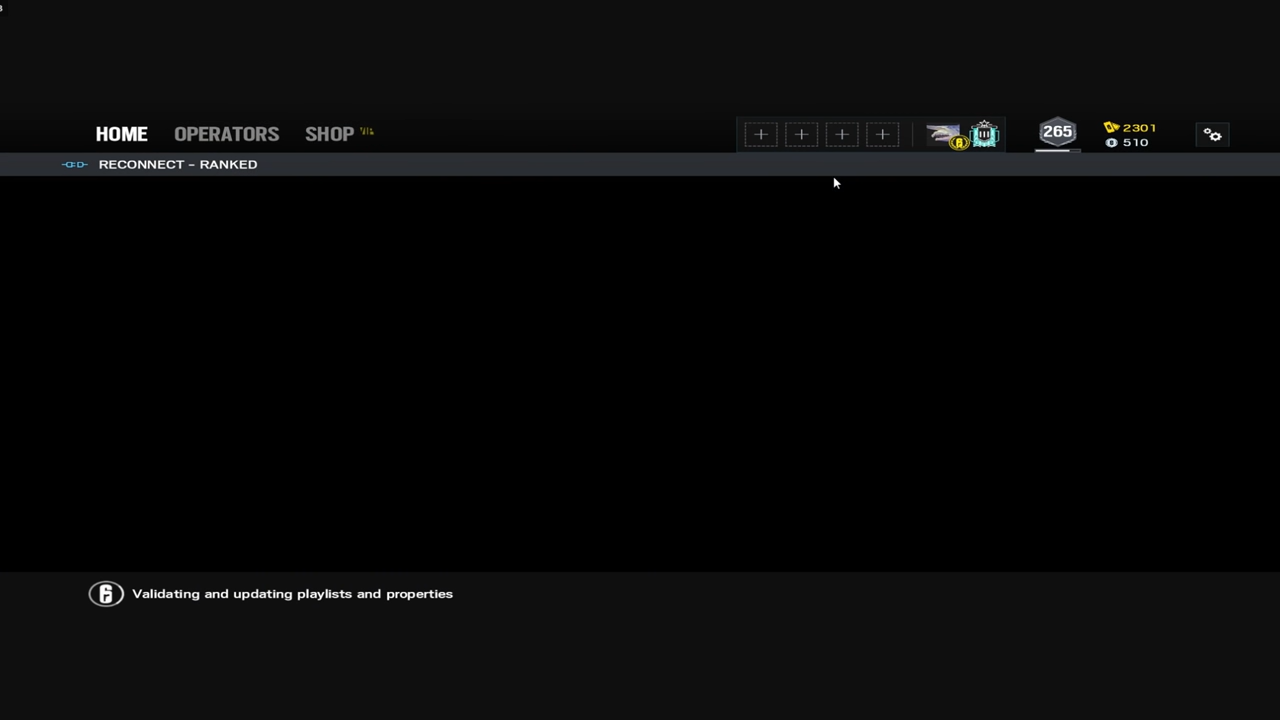 HOME OPERATORS SHOP 265 2301
510
RECONNECT - RANKED
Validating and updating playlists and properties